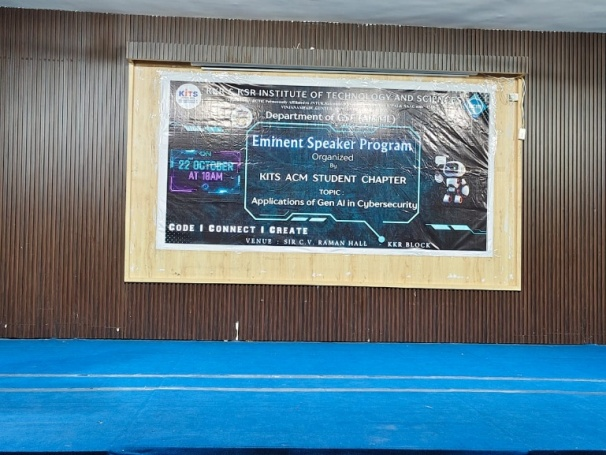 KITS
KKR & KSR INSTITUTE OF TECHNOLOGY AND SCIENCES
Department of CSE (AI&ML)
Eminent Speaker Program
Organized
By
KITS ACM STUDENT CHAPTER
TOPIC :
Applications of Gen AI in Cybersecurity
ON
22 OCTOBER
AT 10AM
CODE | CONNECT | CREATE
VENUE : SIR C.V. RAMAN HALL - KKR BLOCK